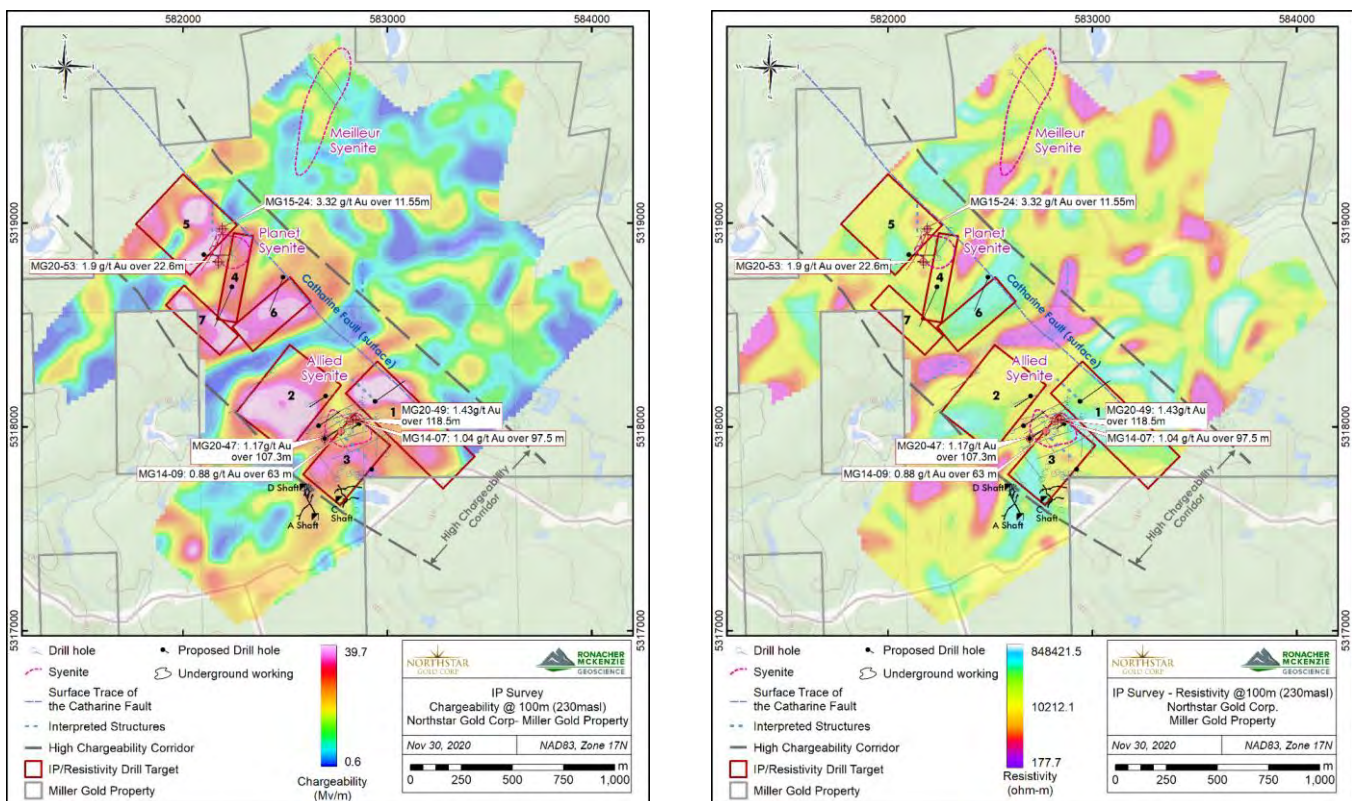 582000
583000
584000
5319000
5318000
5317000
5319000
5318000
5317000
N
W
E
S
Meilleur
Syenite
MG15-24: 3.32 g/t Au over 11.55m
5
Planet
Syenite
MG20-53: 1.9 g/t Au over 22.6m
4
7
6
Catharine Fault (surface)
Allied
Syenite
2
1
MG20-49: 1.43g/t Au
over 118.5m
MG20-47: 1.17g/t Au
over 107.3m
MG14-07: 1.04 g/t Au over 97.5 m
3
MG14-09: 0.88 g/t Au over 63 m
D Shaft
A Shaft
C
Shaft
High Chargeability
Corridor
Drill hole
Proposed Drill hole
Syenite
Underground working
Surface Trace of
the Catharine Fault
Interpreted Structures
High Chargeability Corridor
IP/Resistivity Drill Target
Miller Gold Property
39.7
0.6
Chargeability
(Mv/m)
NORTHSTAR
GOLD CORP
RONACHER
MCKENZIE
GEOSCIENCE
IP Survey
Chargeability @ 100m (230masl)
Northstar Gold Corp- Miller Gold Property
Nov 30, 2020
NAD83, Zone 17N
m
0
250
500
750
1,000
582000
583000
584000
5319000
5318000
5317000
5319000
5318000
5317000
N
W
E
S
Meilleur
Syenite
MG15-24: 3.32 g/t Au over 11.55m
5
Planet
Syenite
MG20-53: 1.9 g/t Au over 22.6m
4
7
6
Catharine Fault (surface)
Allied
Syenite
2
1
MG20-49: 1.43g/t Au
over 118.5m
MG20-47: 1.17g/t Au
over 107.3m
MG14-07: 1.04 g/t Au over 97.5 m
3
MG14-09: 0.88 g/t Au over 63 m
D Shaft
A Shaft
C
Shaft
High Chargeability
Corridor
Drill hole
Proposed Drill hole
Syenite
Underground working
Surface Trace of
the Catharine Fault
Interpreted Structures
High Chargeability Corridor
IP/Resistivity Drill Target
Miller Gold Property
848421.5
10212.1
177.7
Resistivity
(ohm-m)
NORTHSTAR
GOLD CORP
RONACHER
MCKENZIE
GEOSCIENCE
IP Survey - Resistivity @100m (230masl)
Northstar Gold Corp.
Miller Gold Property
Nov 30, 2020
NAD83, Zone 17N
m
0
250
500
750
1,000